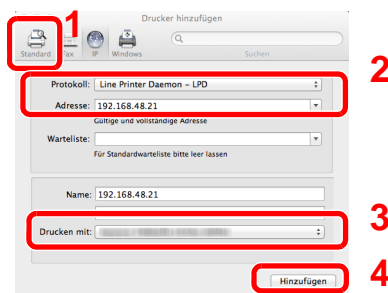 Drucker hinzufügen
1
Standard Fax IP Windows Suchen
2
Protokoll: Line Printer Daemon – LPD
Adresse: 192.168.48.21
Gültige und vollständige Adresse
Warteliste:
Für Standardwarteliste bitte leer lassen
Name: 192.168.48.21
3
Drucken mit:
4
Hinzufügen